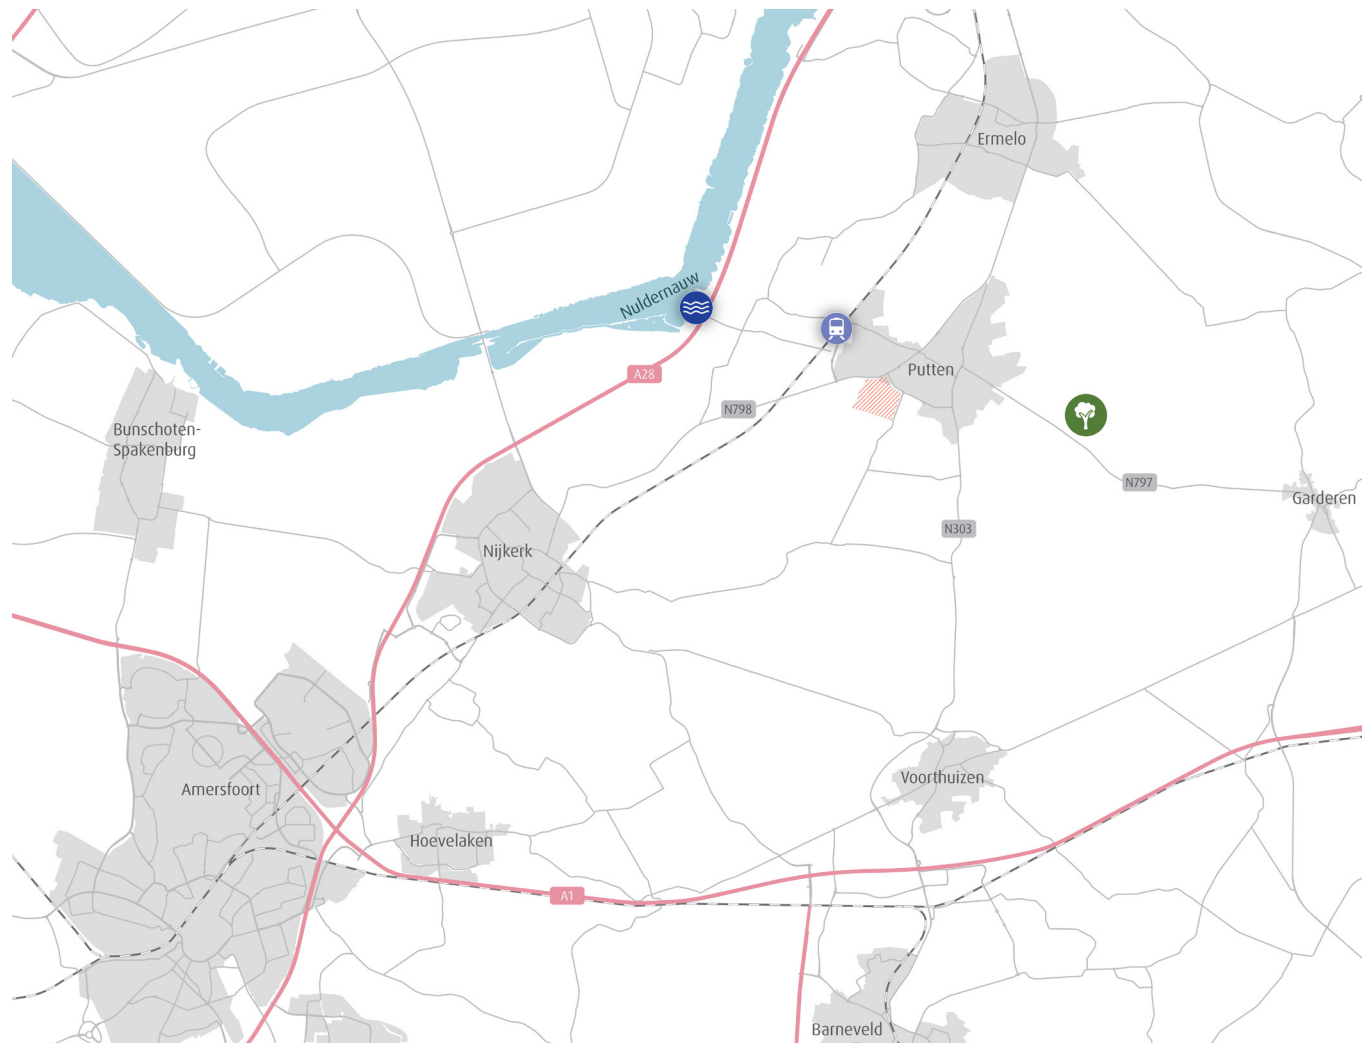 Ermelo
Nuldernauw
Putten
A28
N798
Bunschoten-
Spakenburg
N797
Garderen
N303
Nijkerk
Voorthuizen
Amersfoort
Hoevelaken
A1
Barneveld